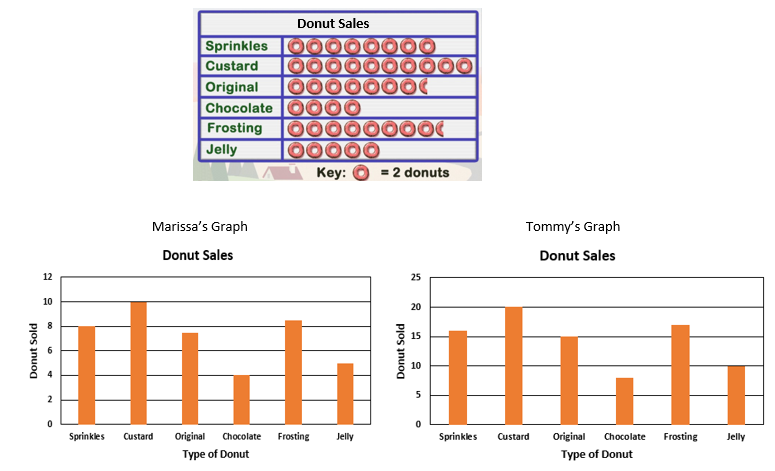 Donut Sales
Sprinkles
Custard
Original
Chocolate
Frosting
Jelly
Key: = 2 donuts
Marissa's Graph
Donut Sales
Donut Sold
12
10
8
6
4
2
0
Sprinkles Custard Original Chocolate Frosting Jelly
Type of Donut
Tommy's Graph
Donut Sales
Donut Sold
25
20
15
10
5
0
Sprinkles Custard Original Chocolate Frosting Jelly
Type of Donut